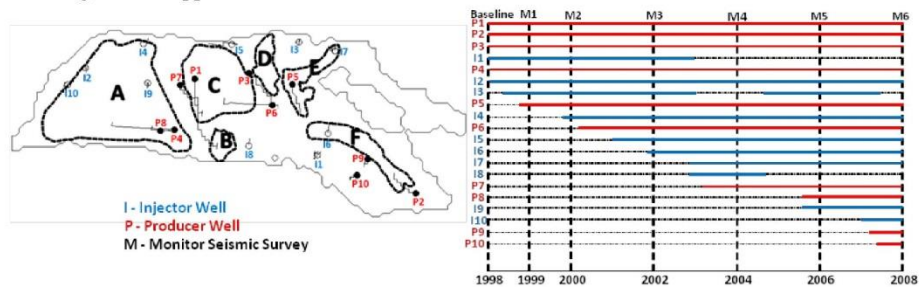 I4
I5
I3
I7
D
E
I2
P7
P1
P3
P5
I10
A
I9
C
P6
P8
P4
B
F
I6
I8
I1
P9
P10
P2
I - Injector Well
P - Producer Well
M - Monitor Seismic Survey
Baseline M1 M2 M3 M4 M5 M6
P1
P2
P3
I1
P4
I2
I3
P5
I4
P6
I5
I6
I7
I8
P7
P8
I9
I10
P9
P10
1998 1999 2000 2002 2004 2006 2008